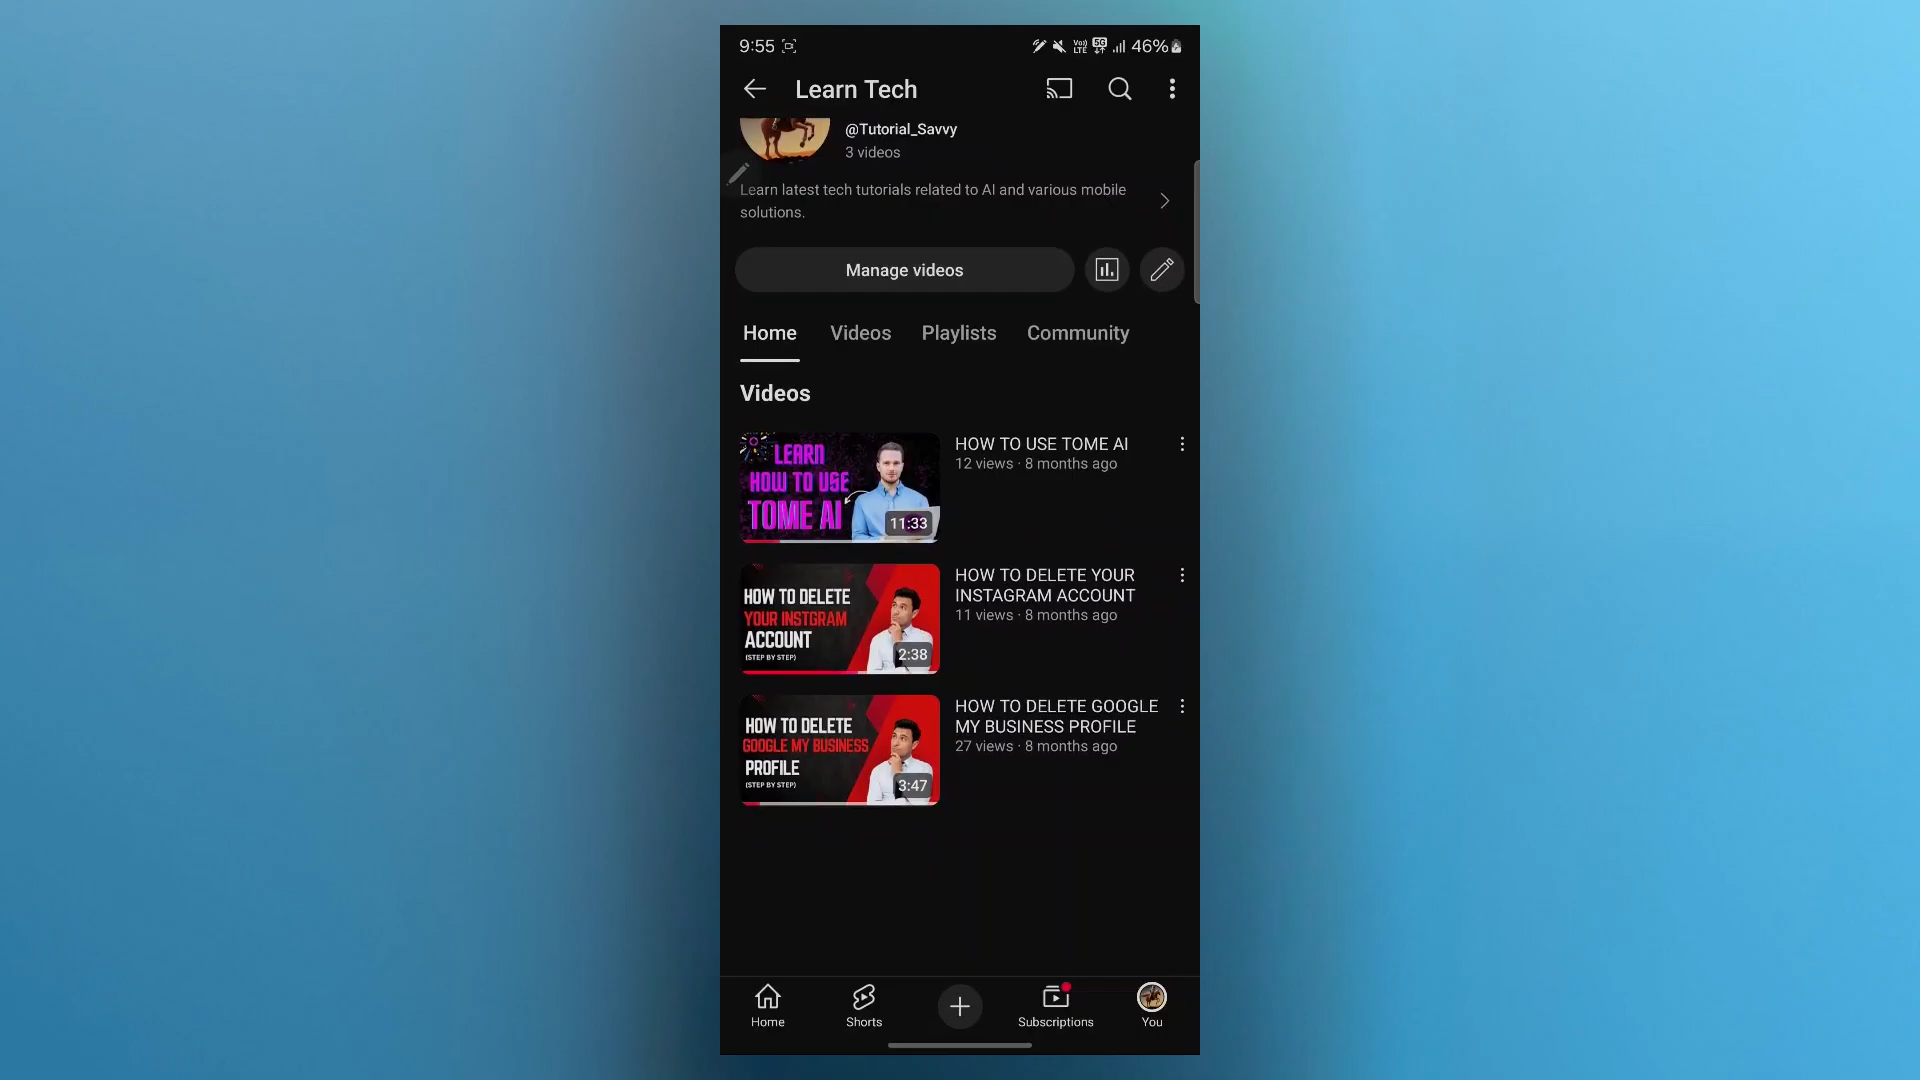 9:55 46%
Learn Tech
@Tutorial_Savvy
3 videos
Learn latest tech tutorials related to AI and various mobile
solutions.
Manage videos
Home Videos Playlists Community
Videos
LEARN
HOW TO USE
TOME AI
11:33
HOW TO USE TOME AI
12 views · 8 months ago
HOW TO DELETE
YOUR INSTGRAM
ACCOUNT
(STEP BY STEP)
2:38
HOW TO DELETE YOUR
INSTAGRAM ACCOUNT
11 views · 8 months ago
HOW TO DELETE
GOOGLE MY BUSINESS
PROFILE
(STEP BY STEP)
3:47
HOW TO DELETE GOOGLE
MY BUSINESS PROFILE
27 views · 8 months ago
Home Shorts Subscriptions You